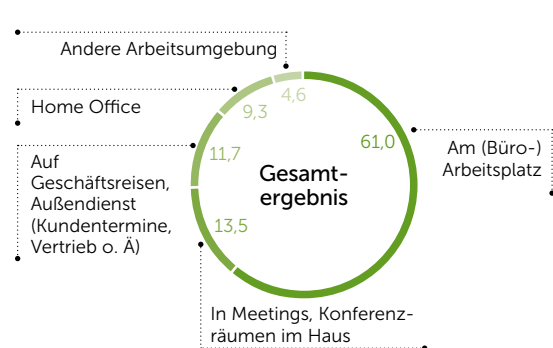 Andere Arbeitsumgebung
4,6
Home Office
9,3
61,0
Am (Büro-)
Arbeitsplatz
Auf
Geschäftsreisen,
Außendienst
(Kundentermine,
Vertrieb o. Ä)
11,7
Gesamt-
ergebnis
13,5
In Meetings, Konferenz-
räumen im Haus